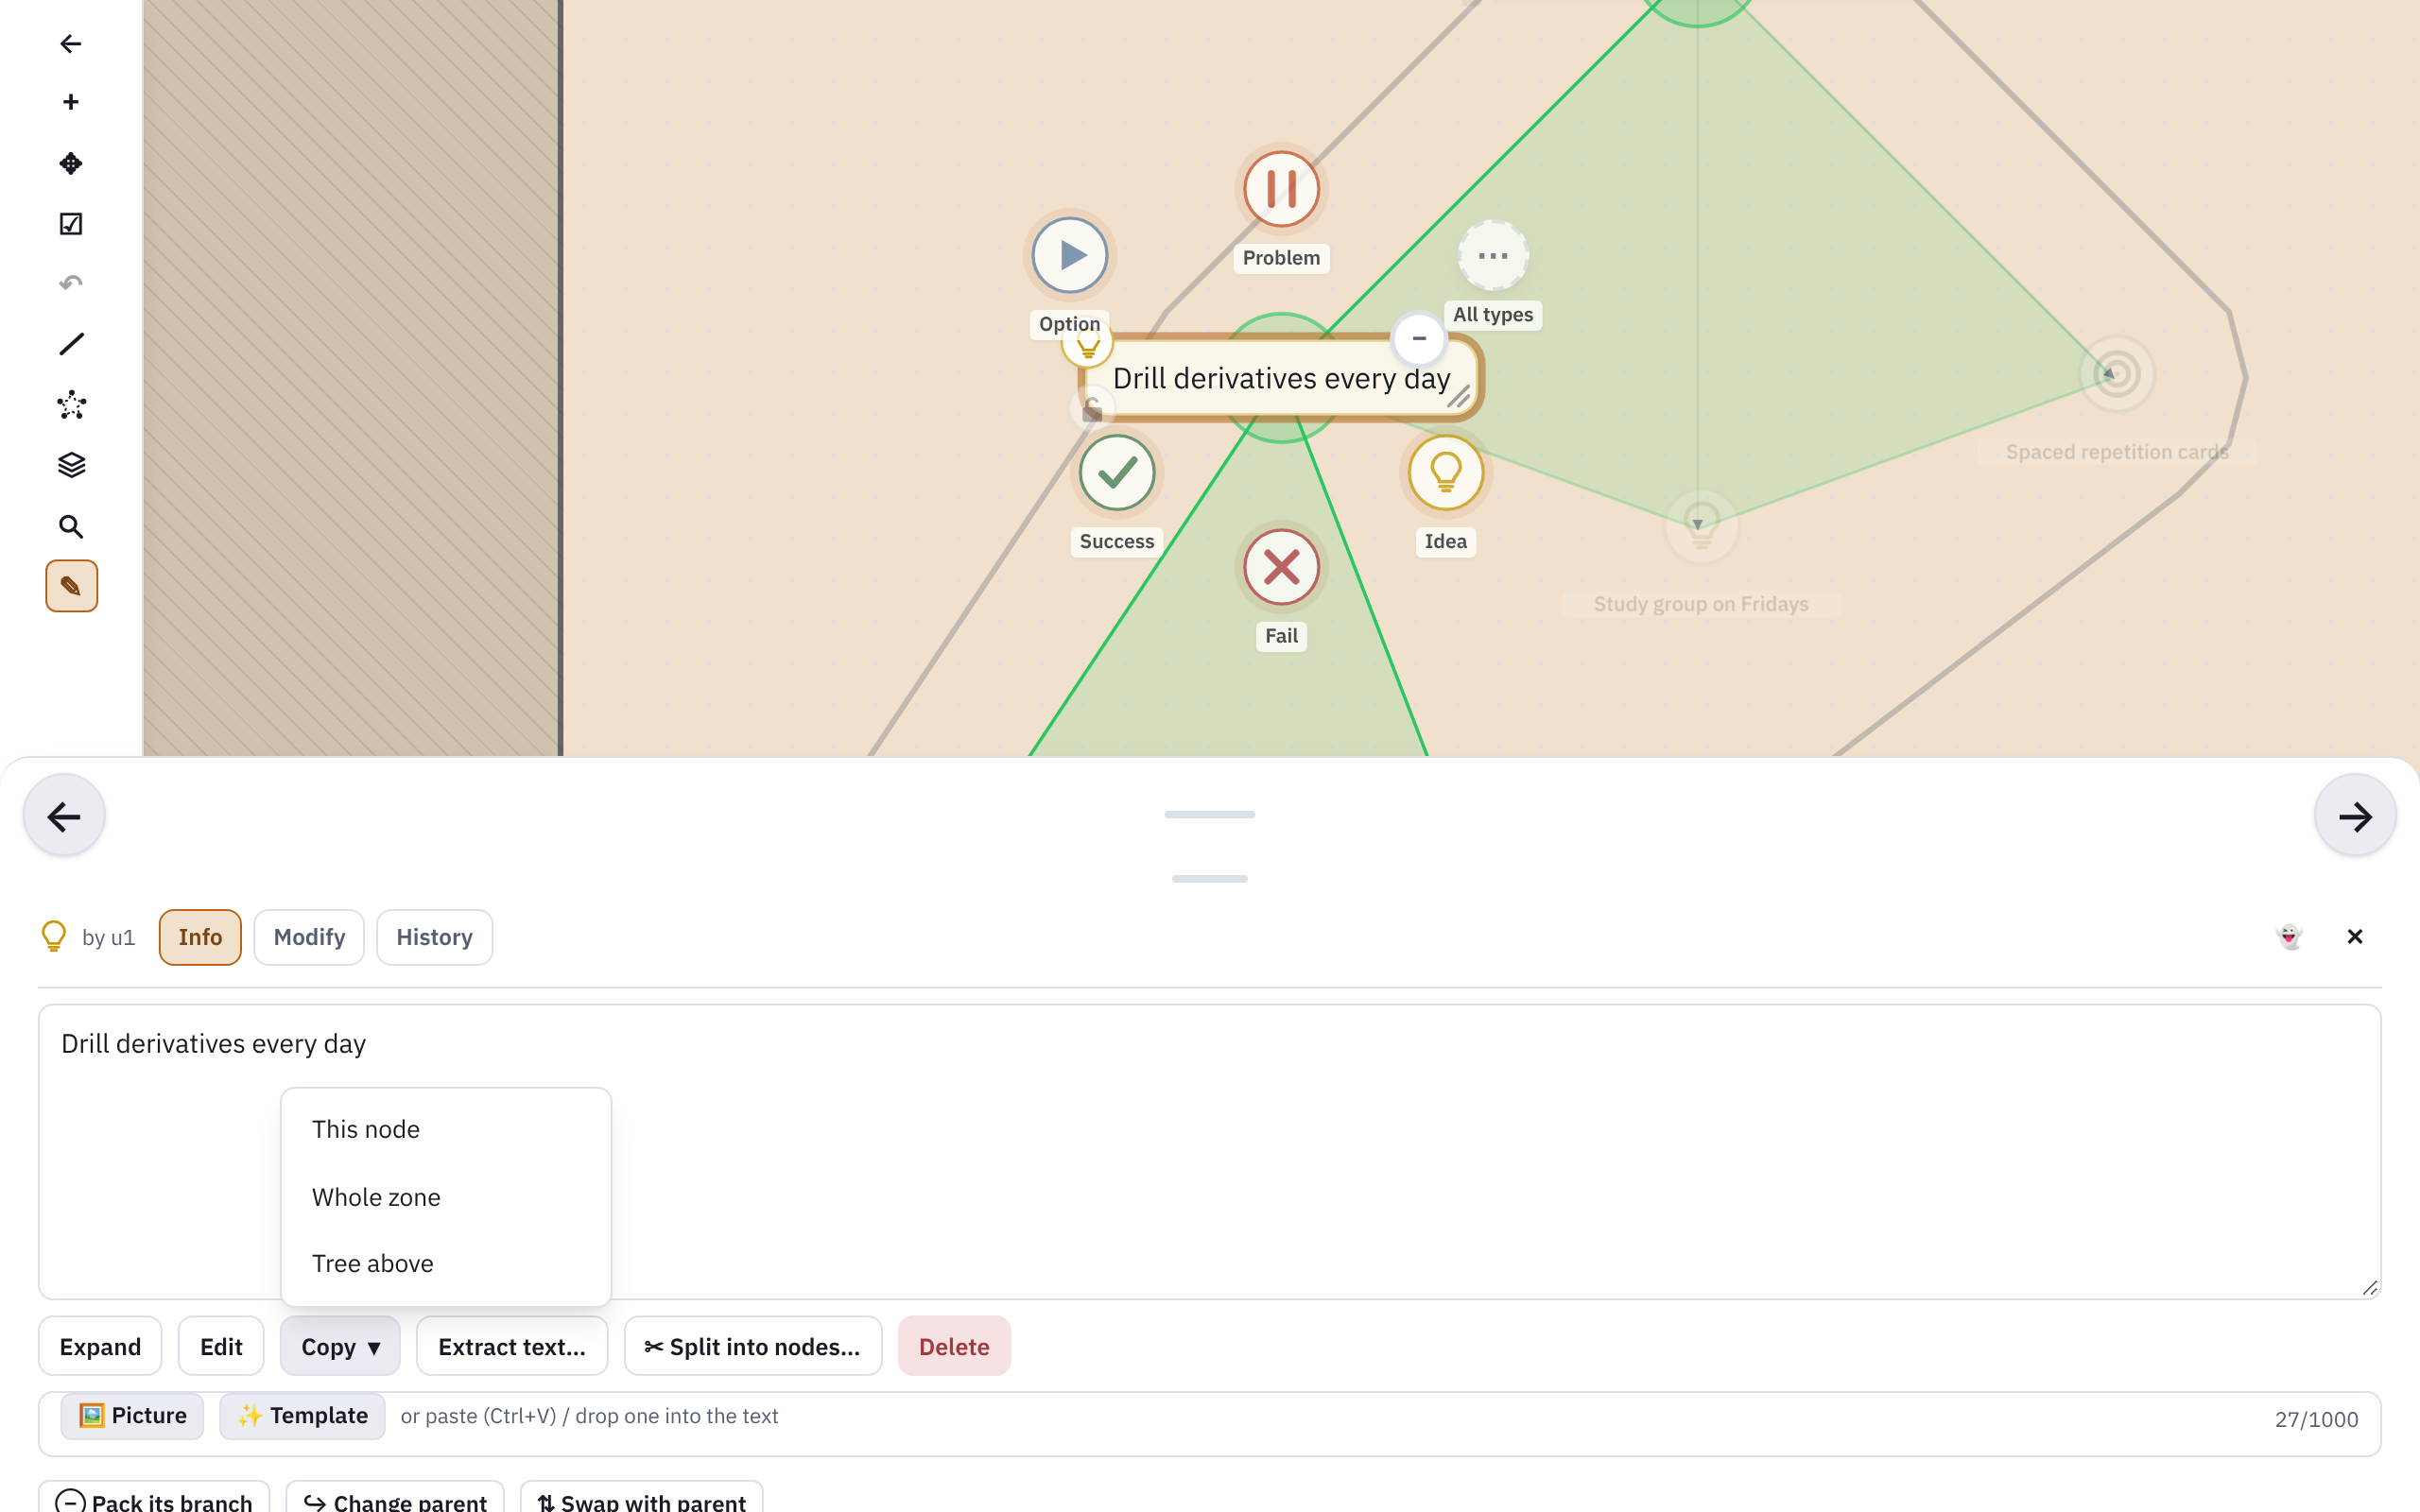 Problem
Option
All types
Drill derivatives every day
Spaced repetition cards
Success
Idea
Study group on Fridays
Fail
by u1
Info
Modify
History
Drill derivatives every day
This node
Whole zone
Tree above
Expand
Edit
Copy ▾
Extract text...
✂ Split into nodes...
Delete
🖼️ Picture
✨ Template
or paste (Ctrl+V) / drop one into the text
27/1000
Pack its branch
↪ Change parent
⇅ Swap with parent